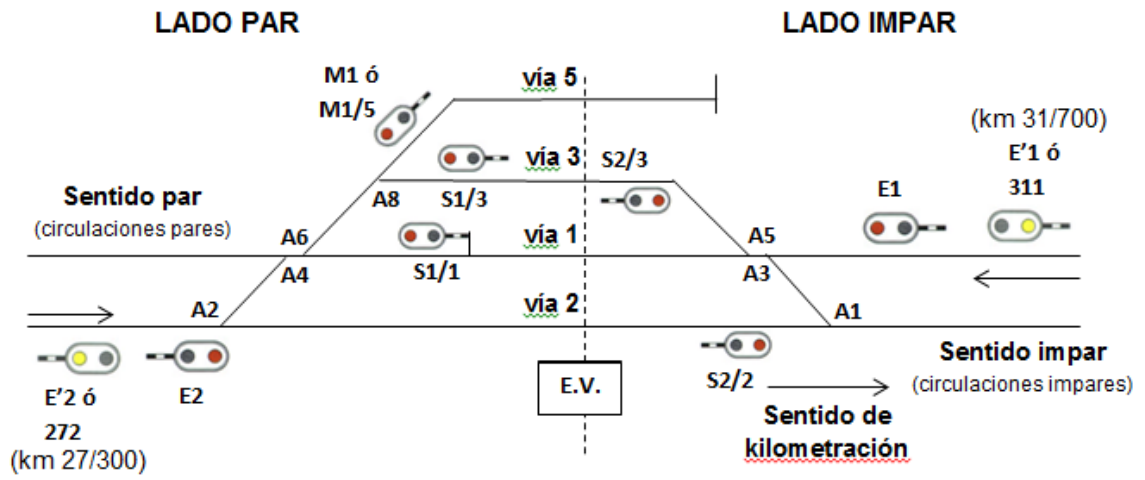 LADO PAR
LADO IMPAR
M1 ó
M1/5
vía 5
(km 31/700)
E’1 ó
311
vía 3
S2/3
Sentido par
(circulaciones pares)
A8
S1/3
E1
A6
vía 1
A5
A4
S1/1
A3
A2
vía 2
A1
E’2 ó
272
(km 27/300)
E2
E.V.
S2/2
Sentido impar
(circulaciones impares)
Sentido de
kilometración